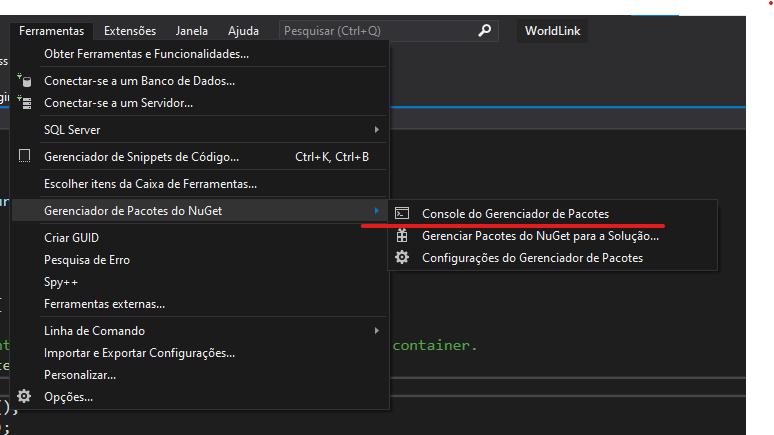 Ferramentas Extensões Janela Ajuda Pesquisar (Ctrl+Q) WorldLink
Obter Ferramentas e Funcionalidades...
Conectar-se a um Banco de Dados...
Conectar-se a um Servidor...
SQL Server
Gerenciador de Snippets de Código... Ctrl+K, Ctrl+B
Escolher itens da Caixa de Ferramentas...
Gerenciador de Pacotes do NuGet
Console do Gerenciador de Pacotes
Gerenciar Pacotes do NuGet para a Solução...
Configurações do Gerenciador de Pacotes
Criar GUID
Pesquisa de Erro
Spy++
Ferramentas externas...
Linha de Comando
container.
Importar e Exportar Configurações...
Personalizar...
Opções...